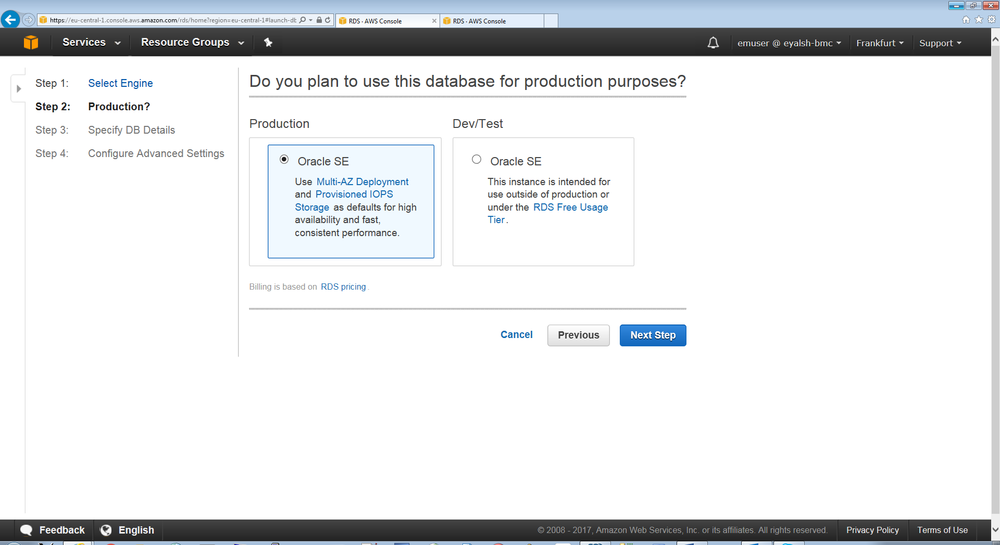 https://eu-central-1.console.aws.amazon.com/rds/home?region=eu-central-1#launch-db
RDS · AWS Console
RDS · AWS Console
Services
Resource Groups
emuser @ eyalsh-bmc
Frankfurt
Support
Step 1: Select Engine
Step 2: Production?
Step 3: Specify DB Details
Step 4: Configure Advanced Settings
Do you plan to use this database for production purposes?
Production
Oracle SE
Use Multi-AZ Deployment
and Provisioned IOPS
Storage as defaults for high
availability and fast,
consistent performance.
Dev/Test
Oracle SE
This instance is intended for
use outside of production or
under the RDS Free Usage
Tier.
Billing is based on RDS pricing.
Cancel
Previous
Next Step
Feedback
English
© 2008 - 2017, Amazon Web Services, Inc. or its affiliates. All rights reserved.
Privacy Policy
Terms of Use